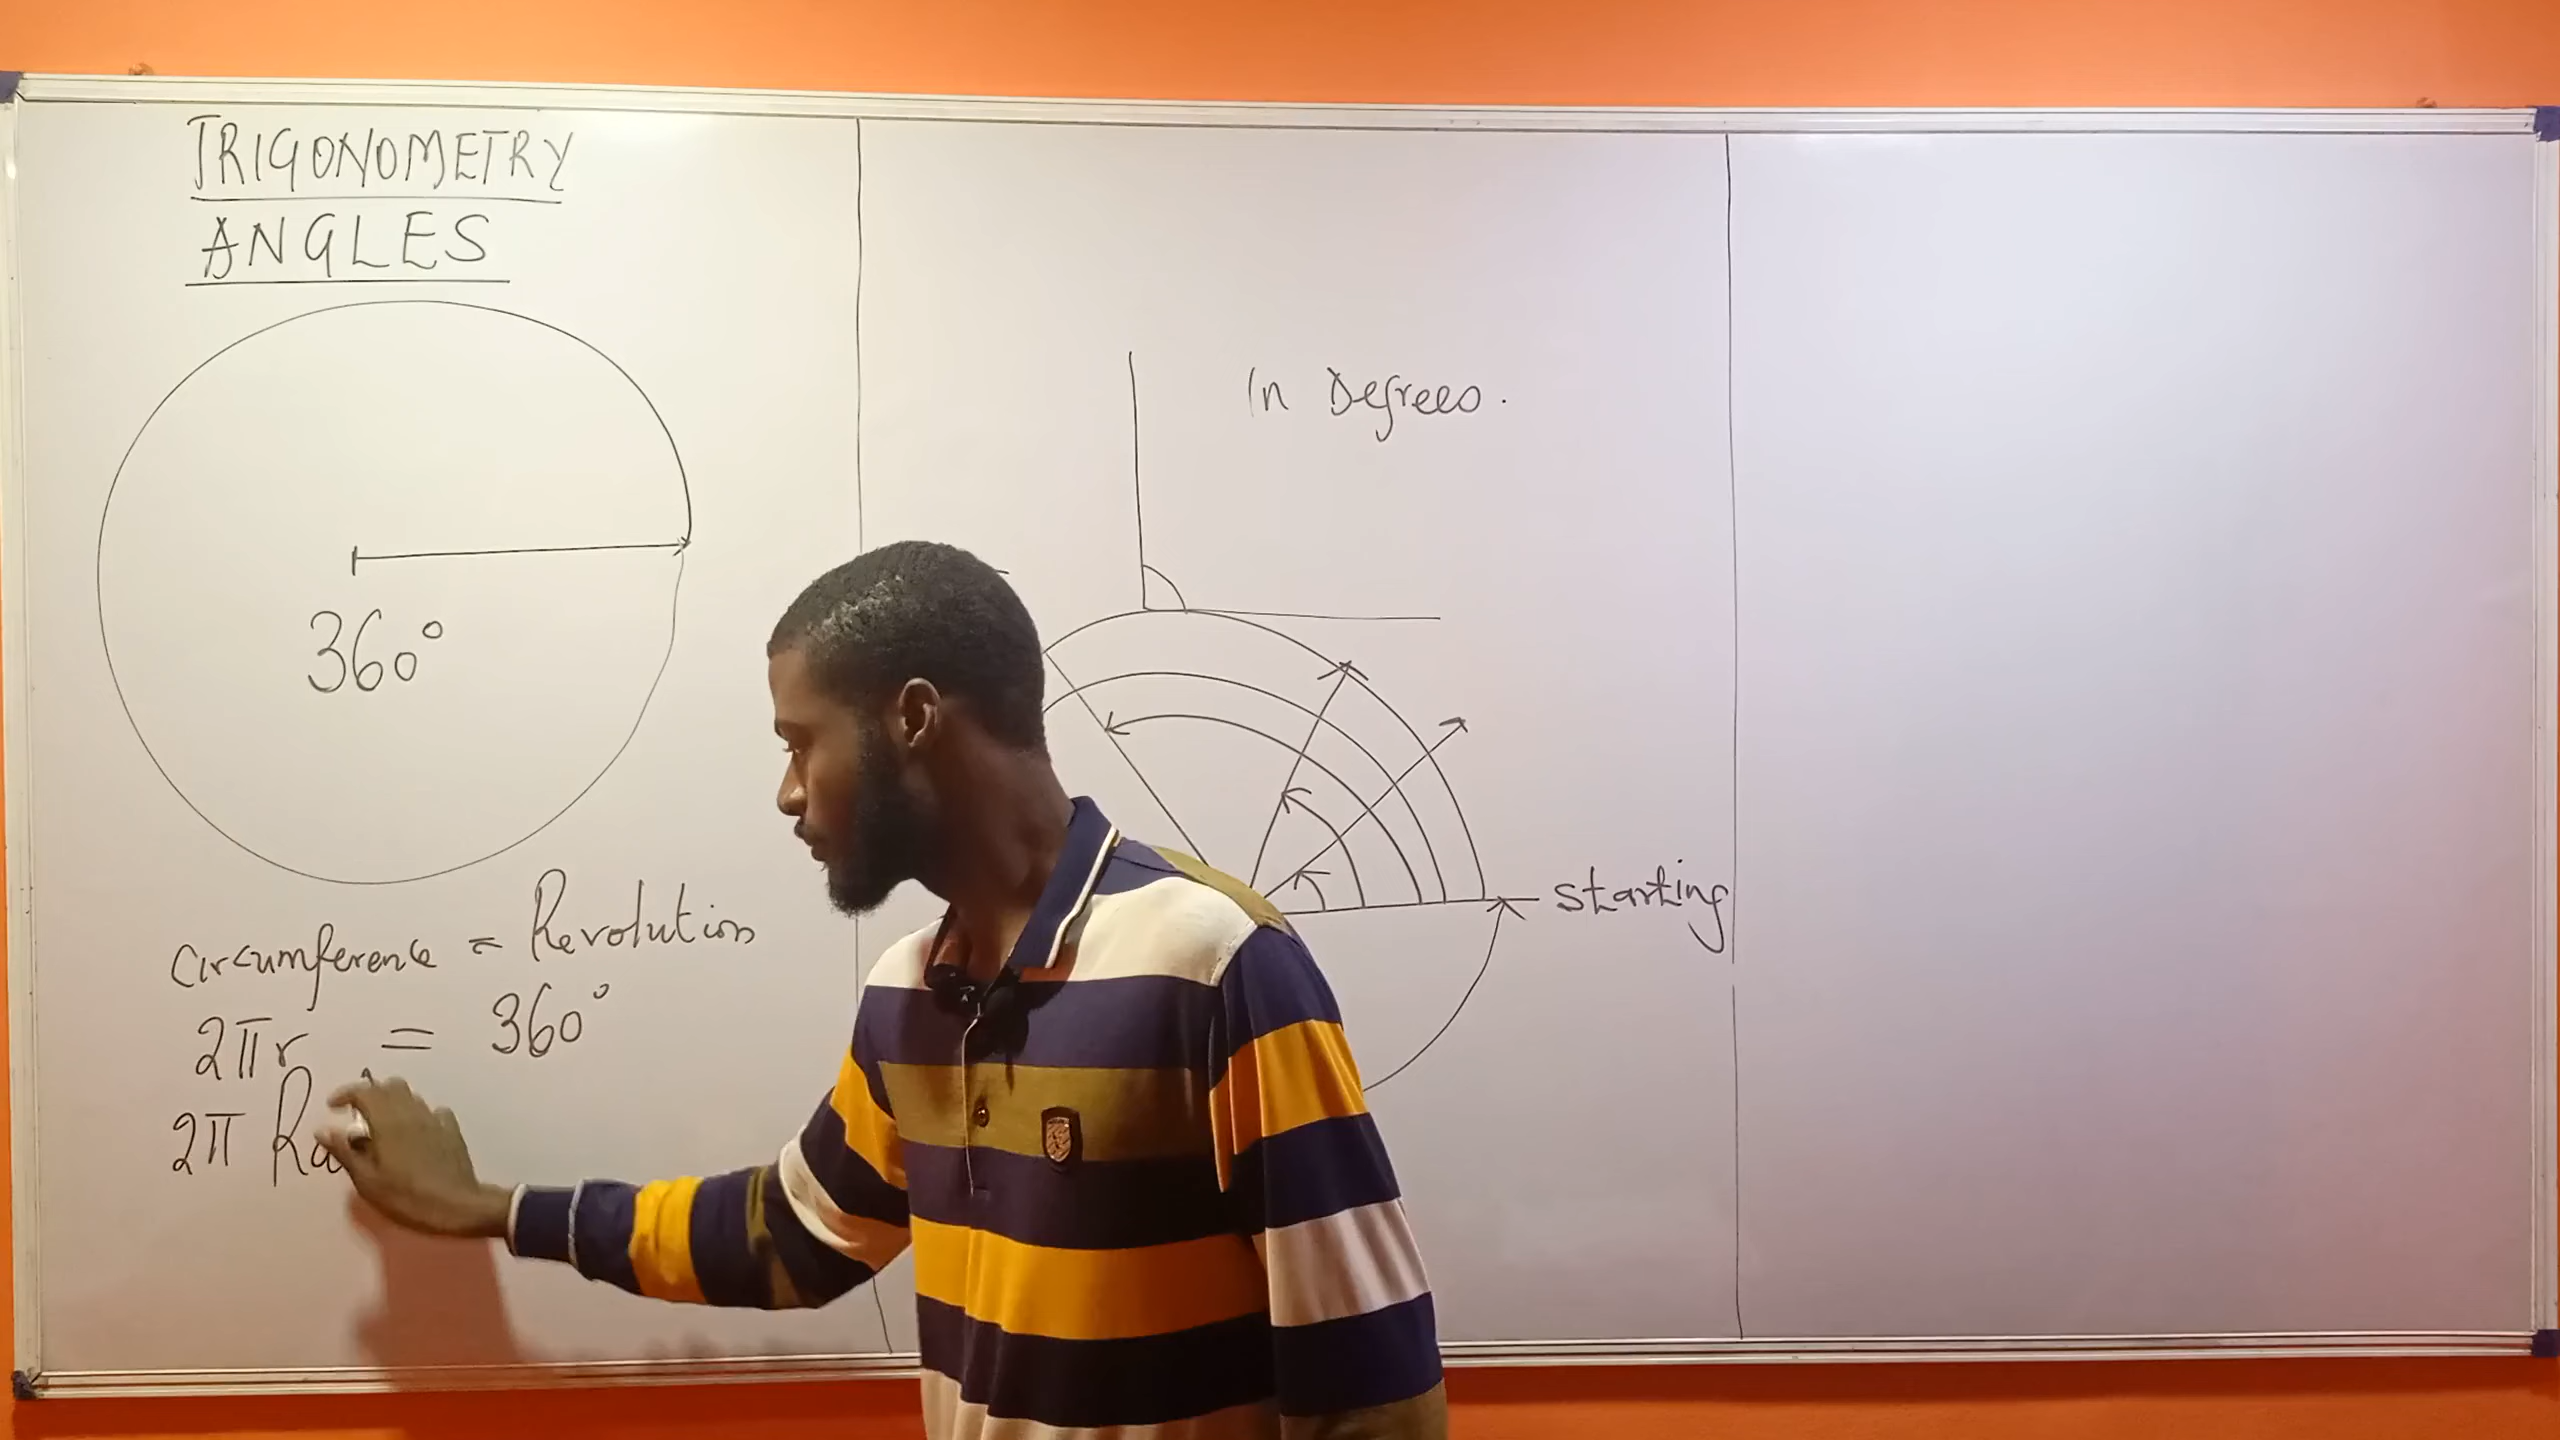 TRIGONOMETRY
ANGLES
360°
Circumference = Revolution
2πr = 360°
2π
In Degrees.
starting